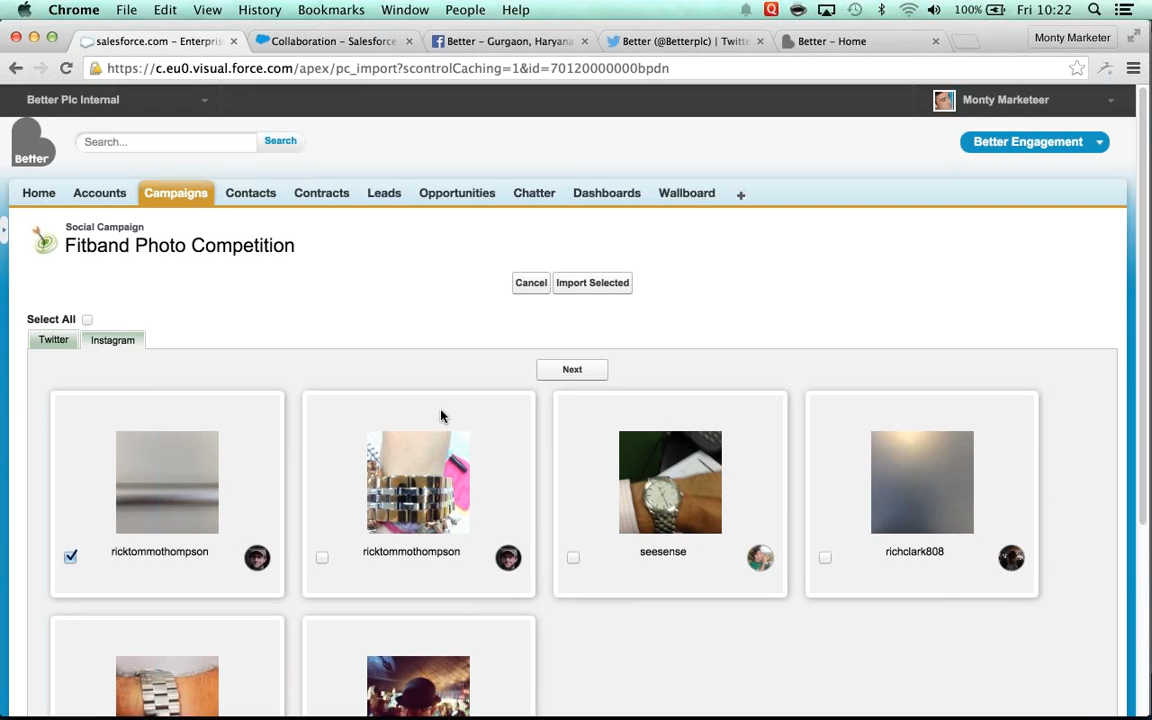 Chrome File Edit View History Bookmarks Window People Help 100% Fri 10:22
salesforce.com – Enterpris Collaboration – Salesforce Better – Gurgaon, Haryana Better (@Betterplc) | Twitte Better – Home Monty Marketer
https://c.eu0.visual.force.com/apex/pc_import?scontrolCaching=1&id=70120000000bpdn
Better Plc Internal Monty Marketeer
Better Search... Search Better Engagement
Home Accounts Campaigns Contacts Contracts Leads Opportunities Chatter Dashboards Wallboard +
Social Campaign
Fitband Photo Competition
Cancel Import Selected
Select All
Twitter Instagram
Next
ricktommothompson ricktommothompson seesense richclark808